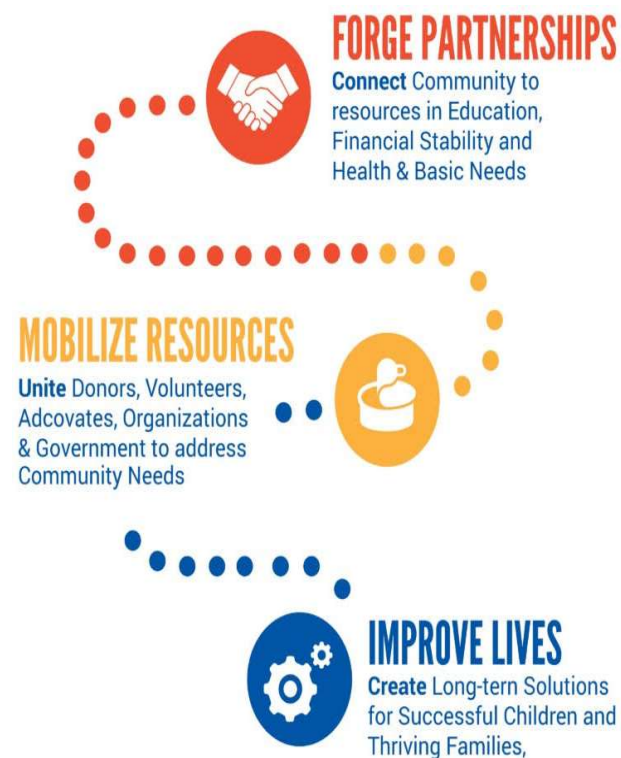 FORGE PARTNERSHIPS
Connect Community to
resources in Education,
Financial Stability and
Health & Basic Needs
MOBILIZE RESOURCES
Unite Donors, Volunteers,
Adcovates, Organizations
& Government to address
Community Needs
IMPROVE LIVES
Create Long-tern Solutions
for Successful Children and
Thriving Families,